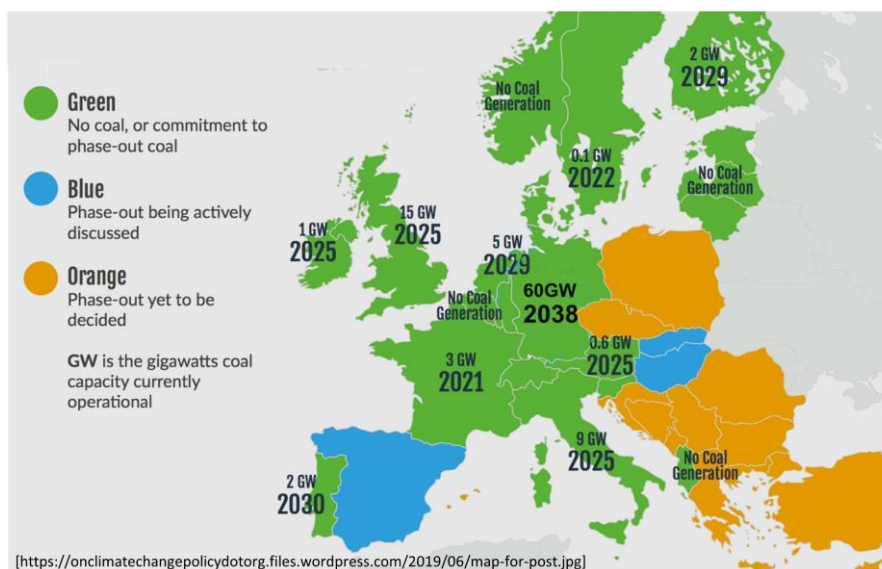 Green
No coal, or commitment to
phase-out coal
Blue
Phase-out being actively
discussed
Orange
Phase-out yet to be
decided
GW is the gigawatts coal
capacity currently
operational
2 GW
2029
No Coal
Generation
0.1 GW
2022
No Coal
Generation
1 GW
2025
15 GW
2025
5 GW
2029
60GW
2038
No Coal
Generation
0.6 GW
2025
3 GW
2021
9 GW
2025
No Coal
Generation
2 GW
2030
[https://onclimatechangepolicydotorg.files.wordpress.com/2019/06/map-for-post.jpg]